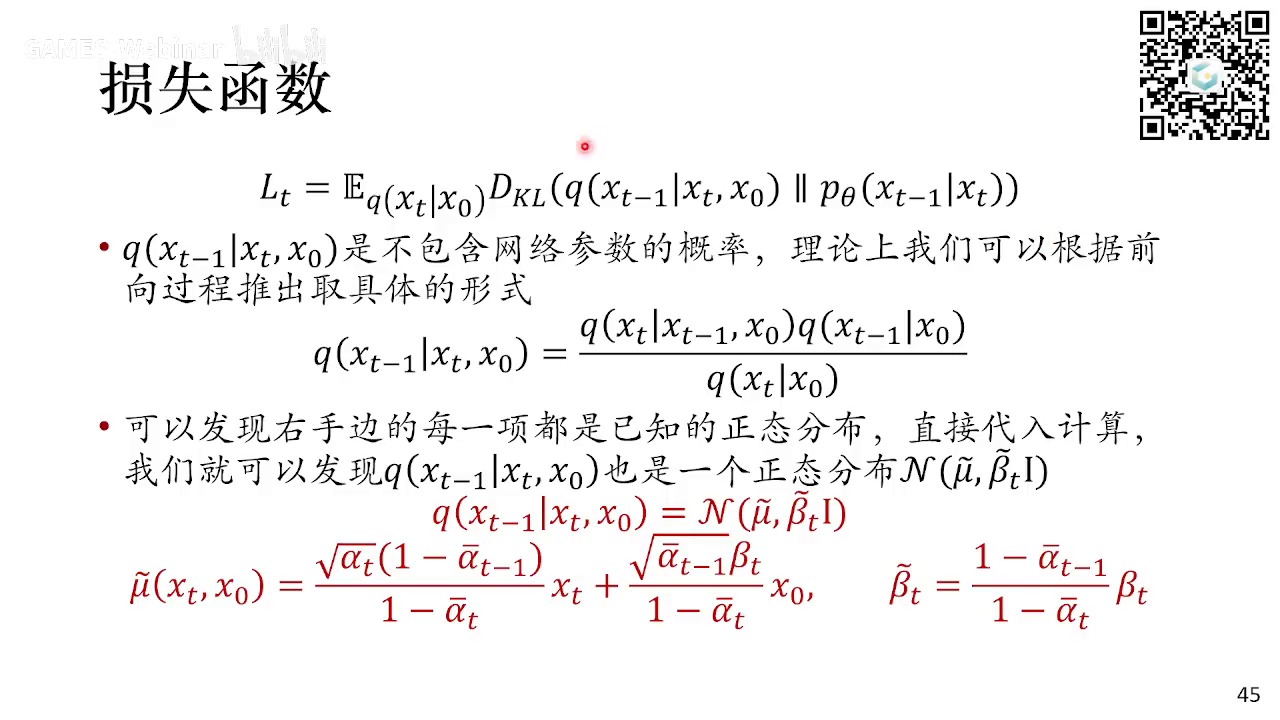 GAMES Webinar
损失函数
L_t = 𝔼_{q(x_t|x_0)} D_{KL}(q(x_{t−1}|x_t, x_0) ∥ p_θ(x_{t−1}|x_t))
• q(x_{t−1}|x_t, x_0)是不包含网络参数的概率，理论上我们可以根据前
向过程推出取具体的形式
q(x_{t−1}|x_t, x_0) = \frac{q(x_t|x_{t−1}, x_0)q(x_{t−1}|x_0)}{q(x_t|x_0)}
• 可以发现右手边的每一项都是已知的正态分布，直接代入计算，
我们就可以发现q(x_{t−1}|x_t, x_0)也是一个正态分布𝒩(μ̃, β̃_t I)
q(x_{t−1}|x_t, x_0) = 𝒩(μ̃, β̃_t I)
μ̃(x_t, x_0) = \frac{\sqrt{α_t}(1 − ᾱ_{t−1})}{1 − ᾱ_t} x_t + \frac{\sqrt{ᾱ_{t−1}}β_t}{1 − ᾱ_t} x_0, β̃_t = \frac{1 − ᾱ_{t−1}}{1 − ᾱ_t} β_t
45